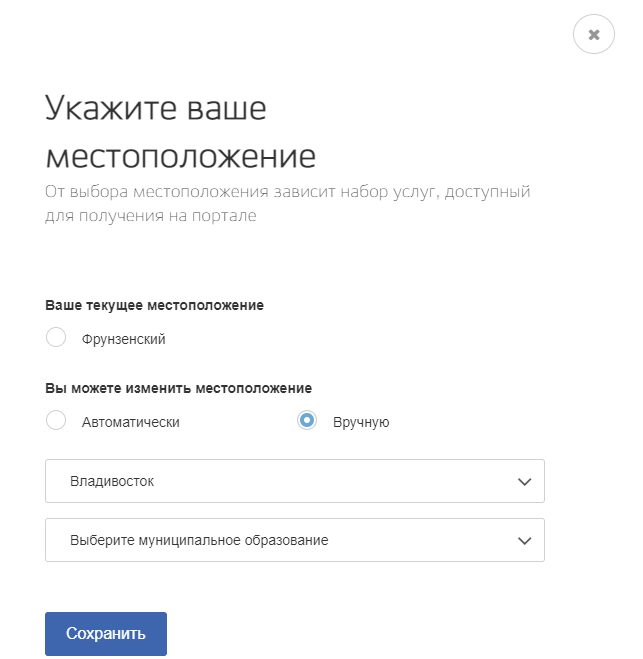 Укажите ваше
местоположение
От выбора местоположения зависит набор услуг, доступный
для получения на портале
Ваше текущее местоположение
Фрунзенский
Вы можете изменить местоположение
Автоматически Вручную
Владивосток
Выберите муниципальное образование
Сохранить